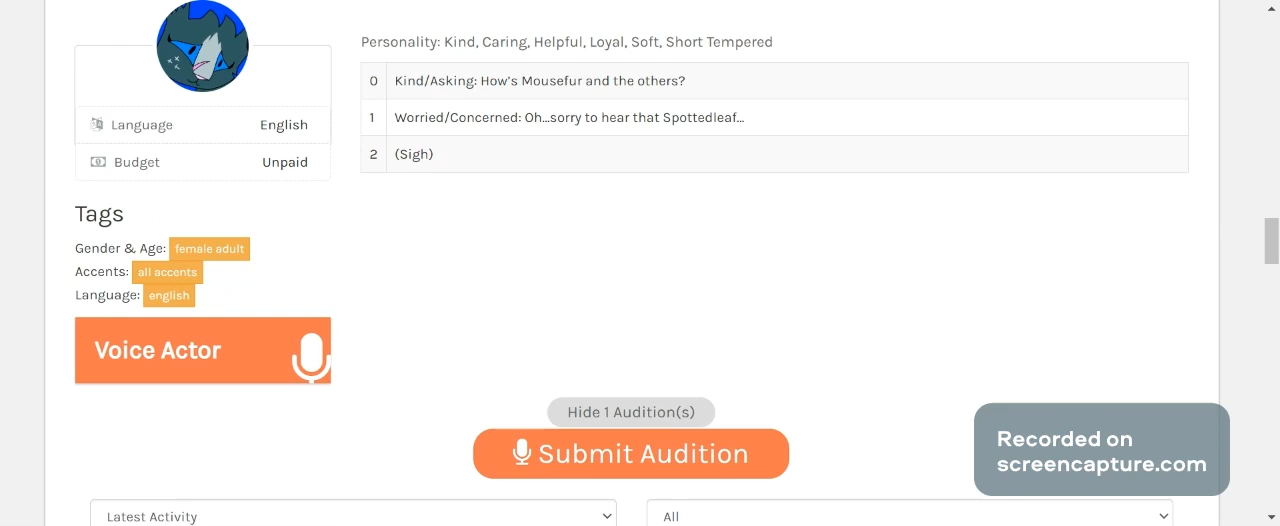 Personality: Kind, Caring, Helpful, Loyal, Soft, Short Tempered
0 Kind/Asking: How's Mousefur and the others?
1 Worried/Concerned: Oh...sorry to hear that Spottedleaf...
2 (Sigh)
Language English
Budget Unpaid
Tags
Gender & Age: female adult
Accents: all accents
Language: english
Voice Actor
Hide 1 Audition(s)
Submit Audition
Recorded on
screencapture.com
Latest Activity All